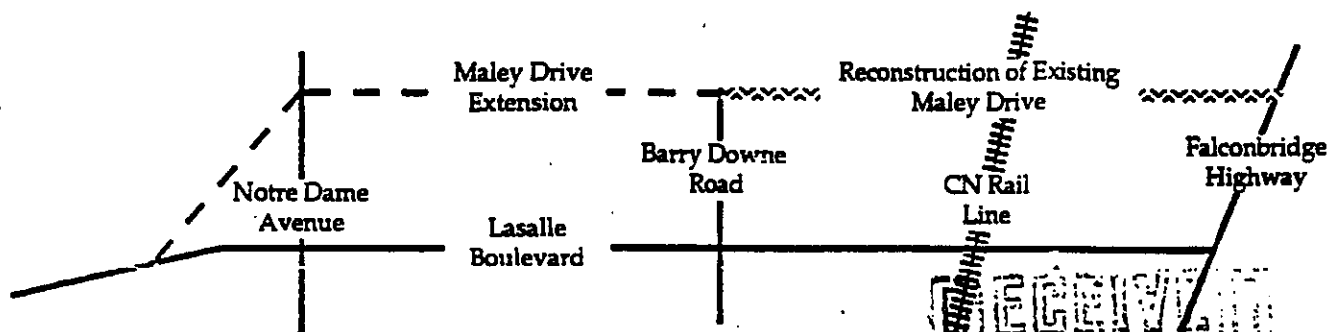 Maley Drive
Extension
Reconstruction of Existing
Maley Drive
Barry Downe
Road
Falconbridge
Highway
Notre Dame
Avenue
CN Rail
Line
Lasalle
Boulevard
RECEIVE